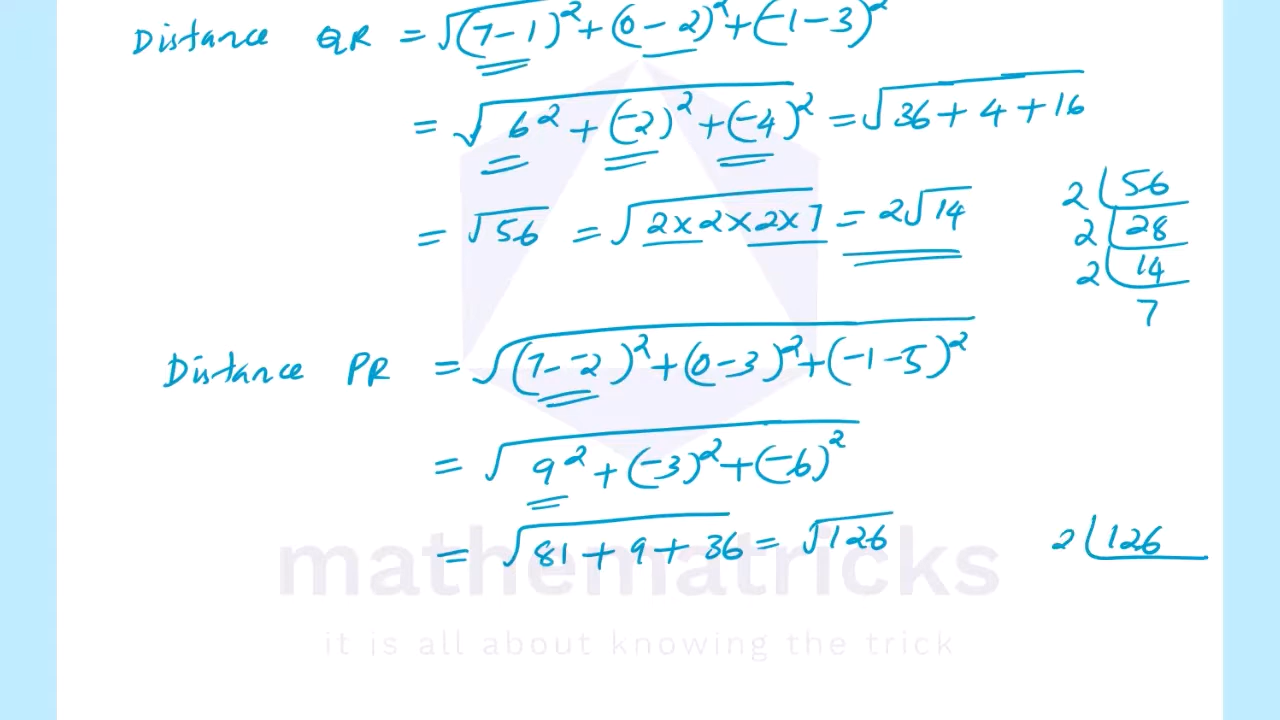 Distance QR = √(7-1)² + (0-2)² + (-1-3)²
= √6² + (-2)² + (-4)² = √36 + 4 + 16
= √56 = √2×2×2×7 = 2√14
2 | 56
2 | 28
2 | 14
7
Distance PR = √(7--2)² + (0-3)² + (-1-5)²
= √9² + (-3)² + (-6)²
= √81 + 9 + 36 = √126
2 | 126
mathematricks
it is all about knowing the trick